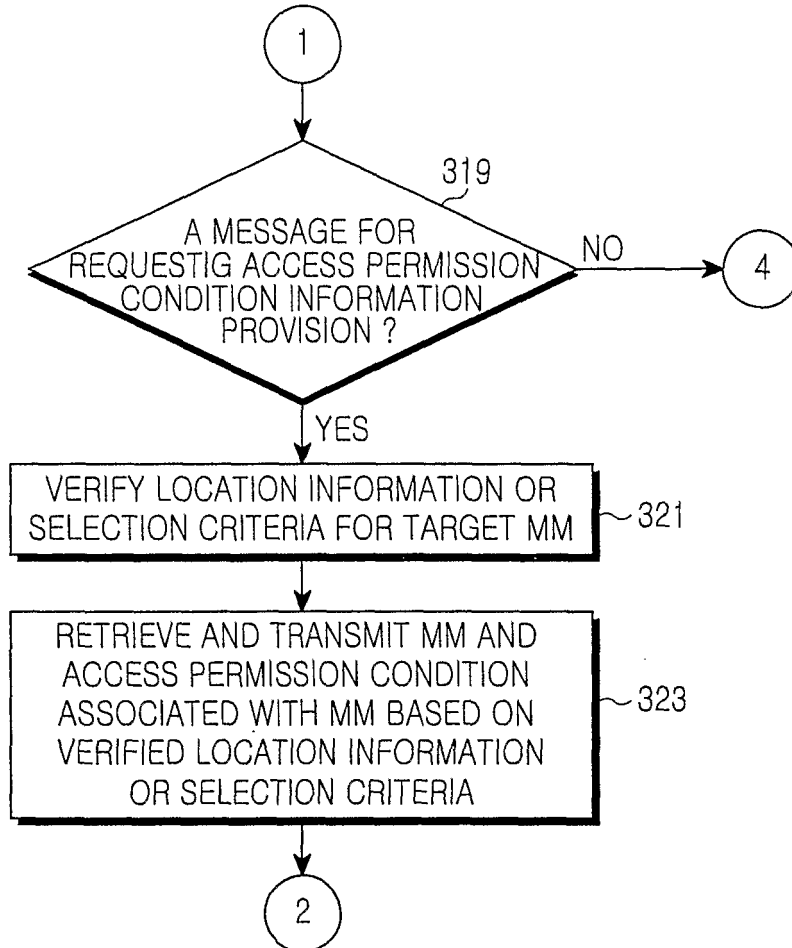 1
319
A MESSAGE FOR
REQUESTIG ACCESS PERMISSION
CONDITION INFORMATION
PROVISION ?
NO
4
YES
VERIFY LOCATION INFORMATION OR
SELECTION CRITERIA FOR TARGET MM
321
RETRIEVE AND TRANSMIT MM AND
ACCESS PERMISSION CONDITION
ASSOCIATED WITH MM BASED ON
VERIFIED LOCATION INFORMATION
OR SELECTION CRITERIA
323
2